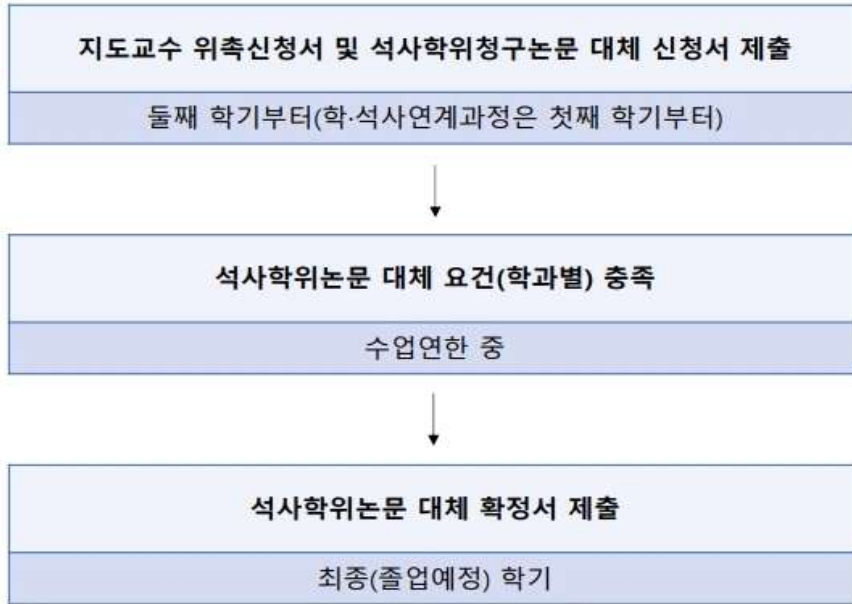 지도교수 위촉신청서 및 석사학위청구논문 대체 신청서 제출
둘째 학기부터(학·석사연계과정은 첫째 학기부터)
석사학위논문 대체 요건(학과별) 충족
수업연한 중
석사학위논문 대체 확정서 제출
최종(졸업예정) 학기